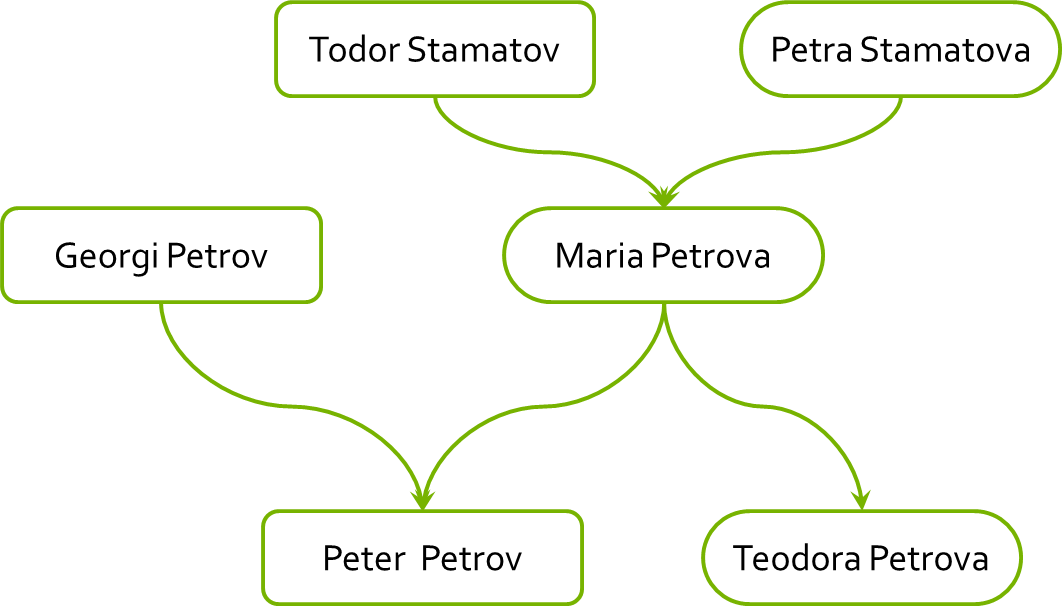 Todor Stamatov
Petra Stamatova
Georgi Petrov
Maria Petrova
Peter  Petrov
Teodora Petrova